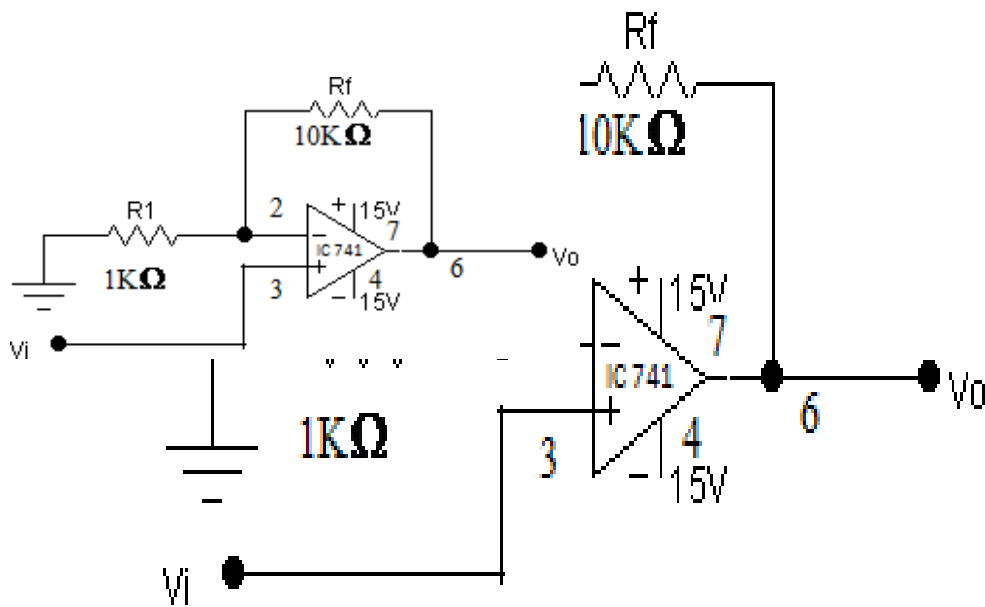 Rf
10KΩ
R1
1KΩ
2
+ 15V
7
IC 741
3
4
− 15V
6
Vo
Vi
Rf
10KΩ
1KΩ
+ 15V
7
IC 741
3
4
− 15V
6
Vo
Vi